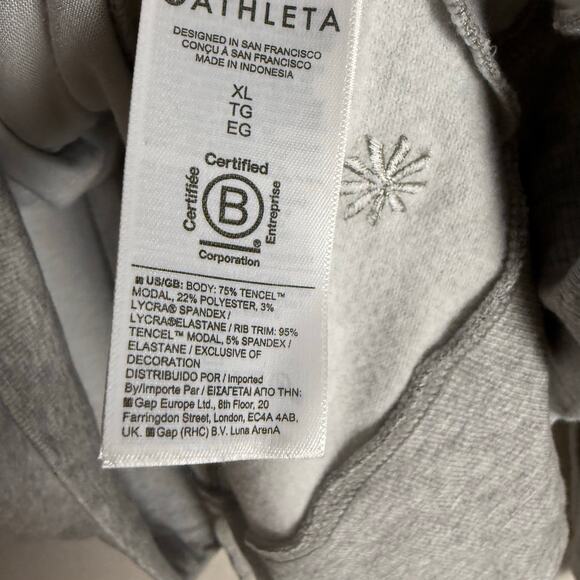 ATHLETA
DESIGNED IN SAN FRANCISCO
CONÇU À SAN FRANCISCO
MADE IN INDONESIA
XL
TG
EG
Certified
Certifiée
B
Entreprise
®
Corporation
US/GB: BODY: 75% TENCEL™
MODAL, 22% POLYESTER, 3%
LYCRA® SPANDEX /
LYCRA®ELASTANE / RIB TRIM: 95%
TENCEL™ MODAL, 5% SPANDEX /
ELASTANE / EXCLUSIVE OF
DECORATION
DISTRIBUIDO POR / Imported
By/Importe Par / ΕΙΣΑΓΕΤΑΙ ΑΠΟ ΤΗΝ:
Gap Europe Ltd., 8th Floor, 20
Farringdon Street, London, EC4A 4AB,
UK. Gap (RHC) B.V. Luna ArenA